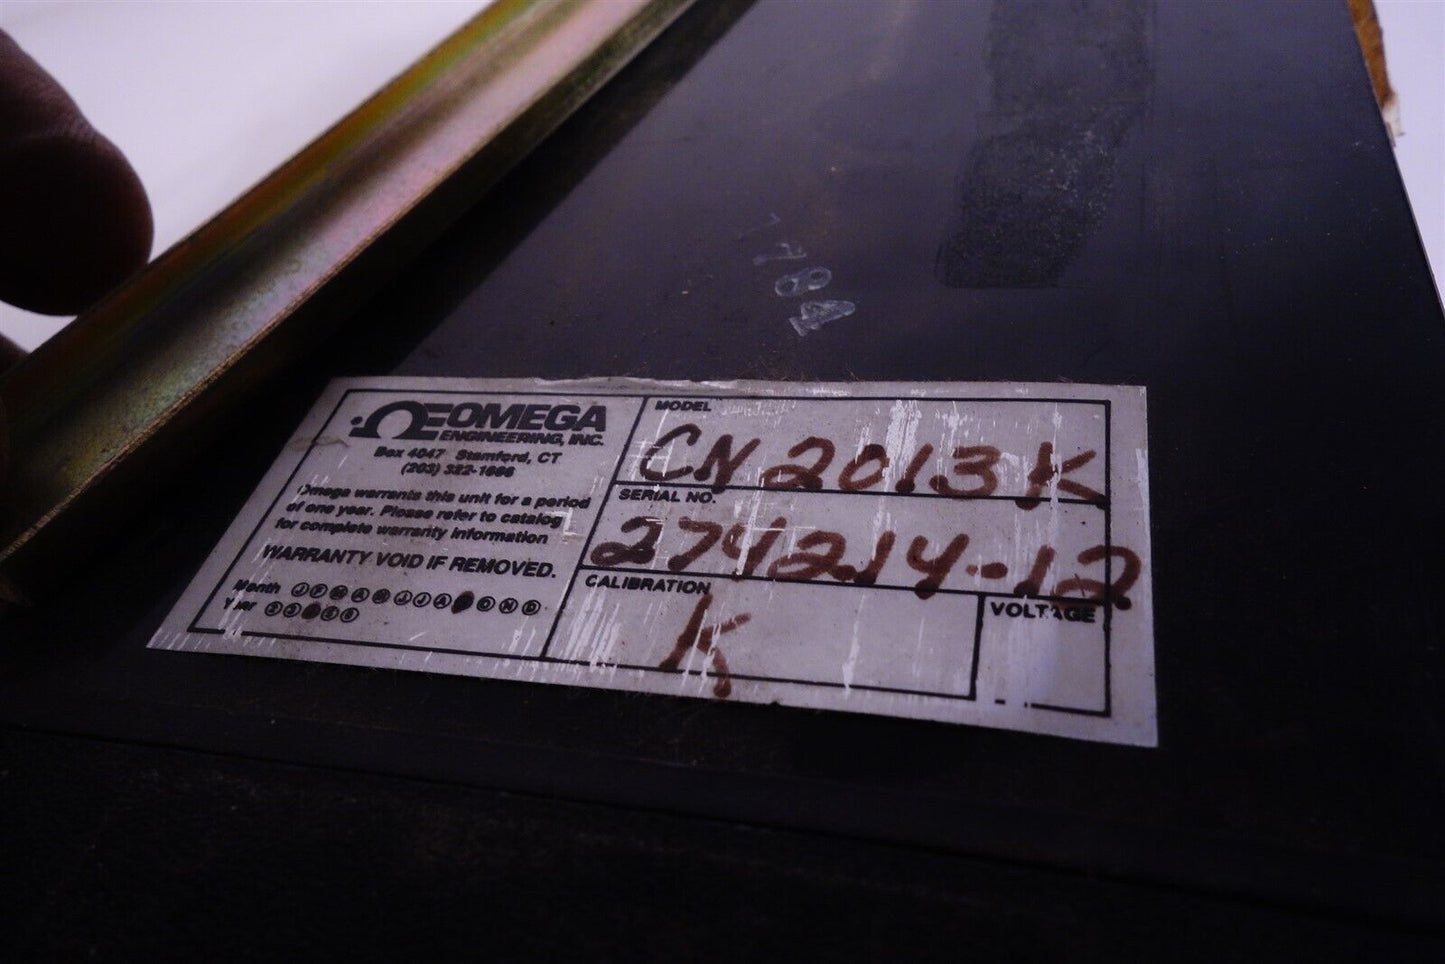 7784
OMEGA
ENGINEERING, INC.
Box 4047 Stamford, CT
(203) 322-1666
Omega warrants this unit for a period
of one year. Please refer to catalog
for complete warranty information
WARRANTY VOID IF REMOVED.
Month J F M A M J J A O N D
Year
MODEL
CN2013K
SERIAL NO.
274214-12
CALIBRATION
K
VOLTAGE